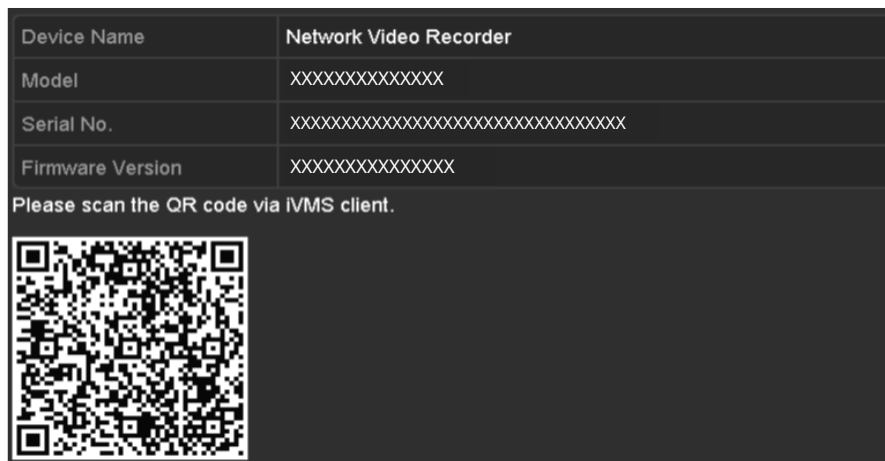 Device Name Network Video Recorder
Model XXXXXXXXXXXXXX
Serial No. XXXXXXXXXXXXXXXXXXXXXXXXXXXXXXXXX
Firmware Version XXXXXXXXXXXXXXX
Please scan the QR code via iVMS client.